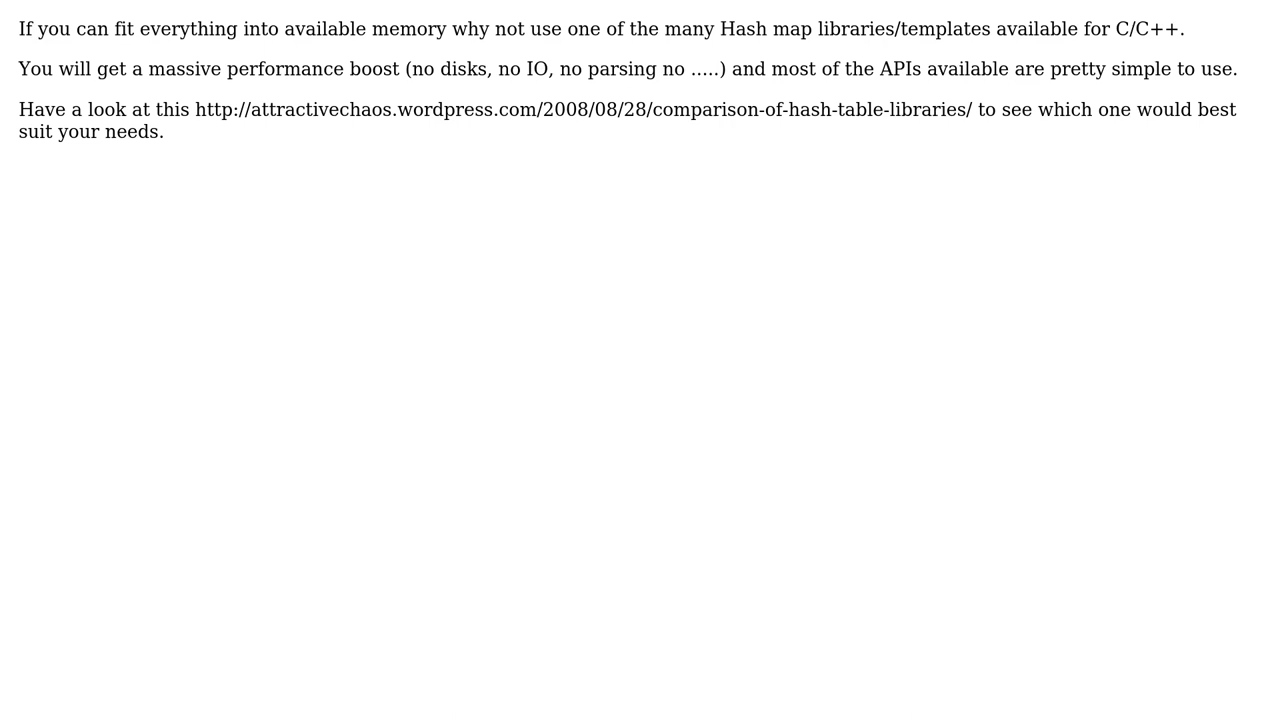 If you can fit everything into available memory why not use one of the many Hash map libraries/templates available for C/C++.
You will get a massive performance boost (no disks, no IO, no parsing no .....) and most of the APIs available are pretty simple to use.
Have a look at this http://attractivechaos.wordpress.com/2008/08/28/comparison-of-hash-table-libraries/ to see which one would best
suit your needs.